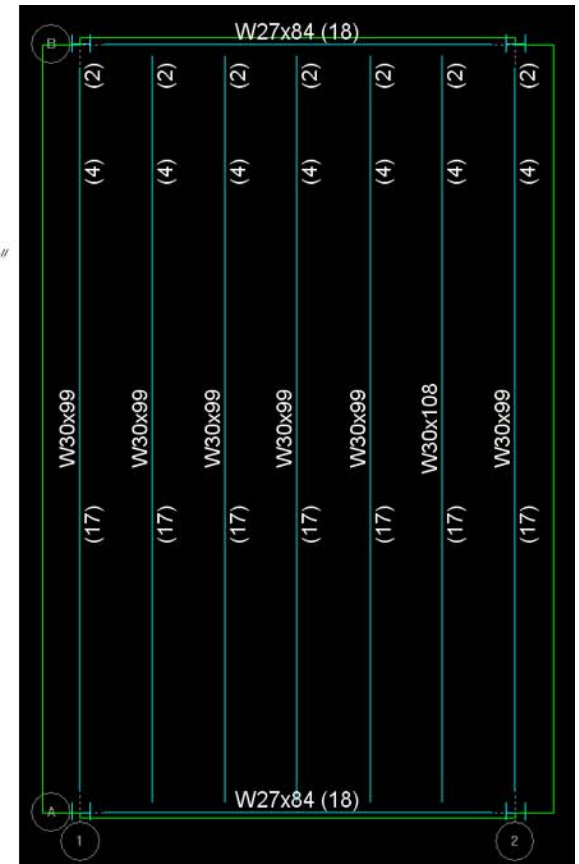 B
W27x84 (18)
(2) (2) (2) (2) (2) (2) (2)
(4) (4) (4) (4) (4) (4) (4)
"
W30x99 W30x99 W30x99 W30x99 W30x99 W30x108 W30x99
(17) (17) (17) (17) (17) (17) (17)
W27x84 (18)
A
1 2